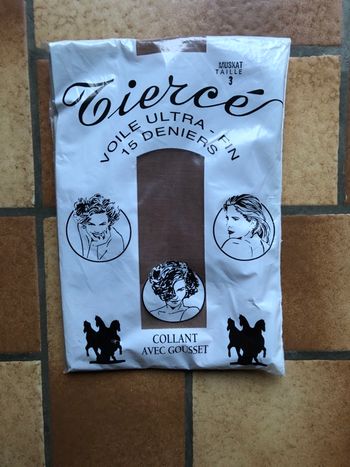 MUSKAT
TAILLE
3
Tiercé
VOILE ULTRA-FIN
15 DENIERS
COLLANT
AVEC GOUSSET